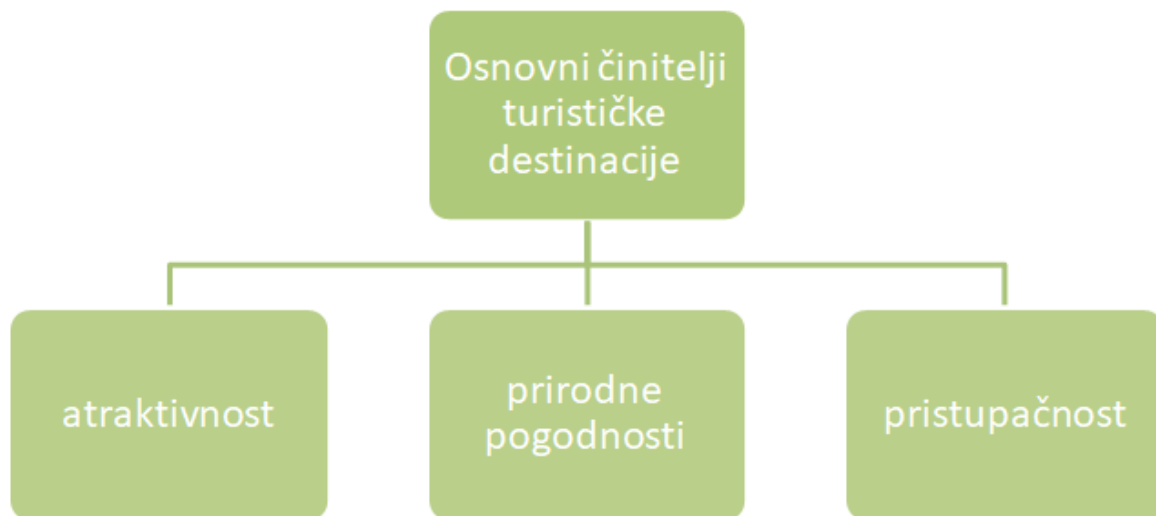 Osnovni činitelji
turističke
destinacije
atraktivnost
prirodne
pogodnosti
pristupačnost